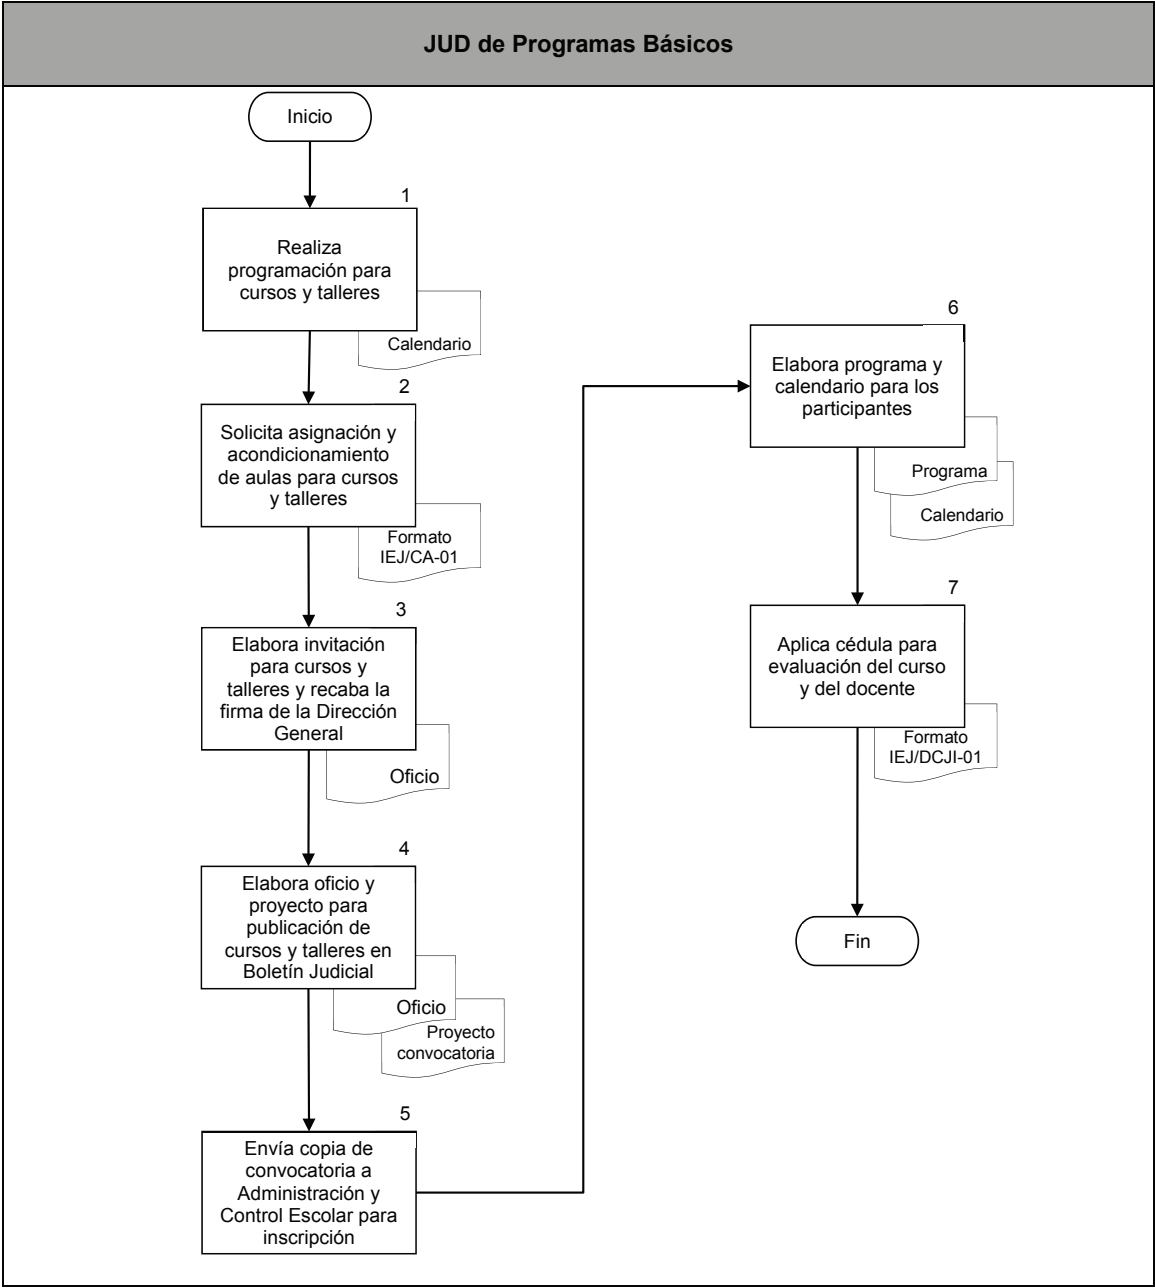 JUD de Programas Básicos
Inicio
1
Realiza
programación para
cursos y talleres
Calendario
2
Solicita asignación y
acondicionamiento
de aulas para cursos
y talleres
Formato
IEJ/CA-01
3
Elabora invitación
para cursos y
talleres y recaba la
firma de la Dirección
General
Oficio
4
Elabora oficio y
proyecto para
publicación de
cursos y talleres en
Boletín Judicial
Oficio
Proyecto
convocatoria
5
Envía copia de
convocatoria a
Administración y
Control Escolar para
inscripción
6
Elabora programa y
calendario para los
participantes
Programa
Calendario
7
Aplica cédula para
evaluación del curso
y del docente
Formato
IEJ/DCJI-01
Fin